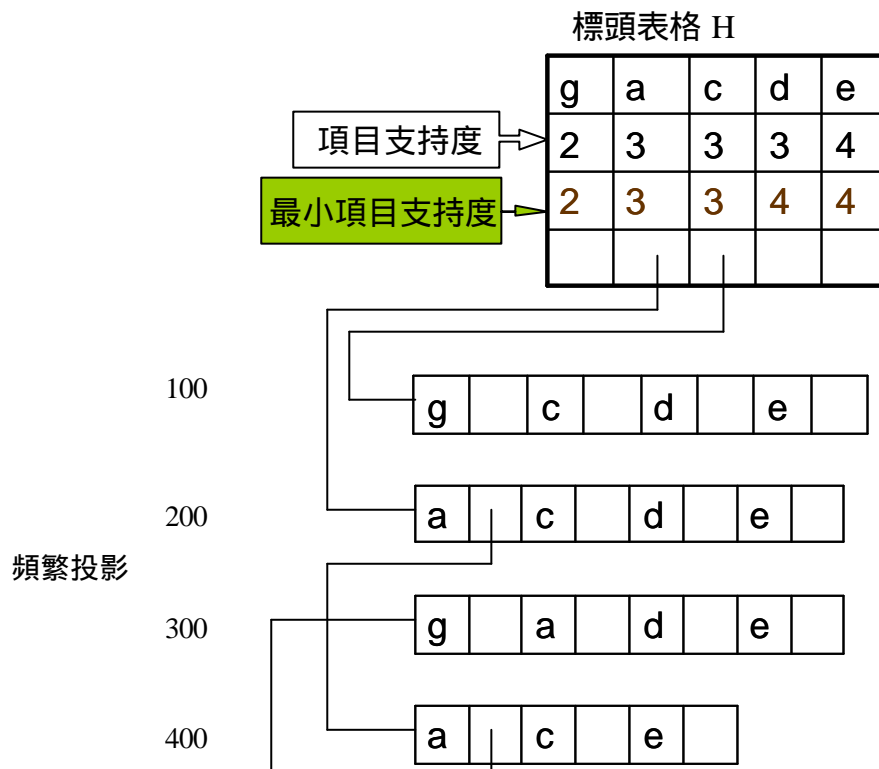 標頭表格 H
g a c d e
項目支持度 2 3 3 3 4
最小項目支持度 2 3 3 4 4
100 g c d e
200 a c d e
頻繁投影
300 g a d e
400 a c e